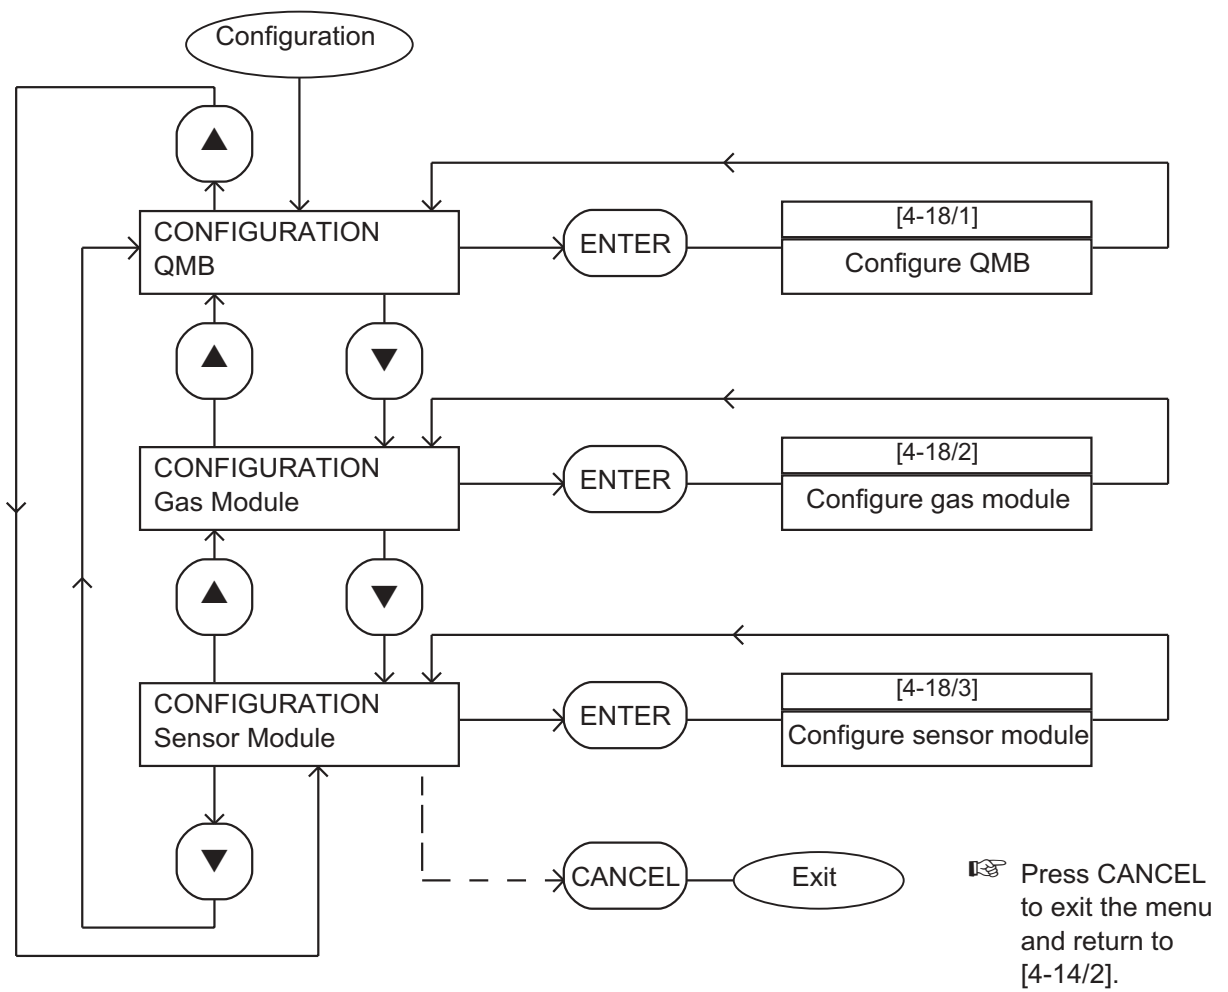 Configuration
CONFIGURATION
QMB
ENTER
[4-18/1]
Configure QMB
CONFIGURATION
Gas Module
ENTER
[4-18/2]
Configure gas module
CONFIGURATION
Sensor Module
ENTER
[4-18/3]
Configure sensor module
CANCEL
Exit
Press CANCEL
to exit the menu
and return to
[4-14/2].